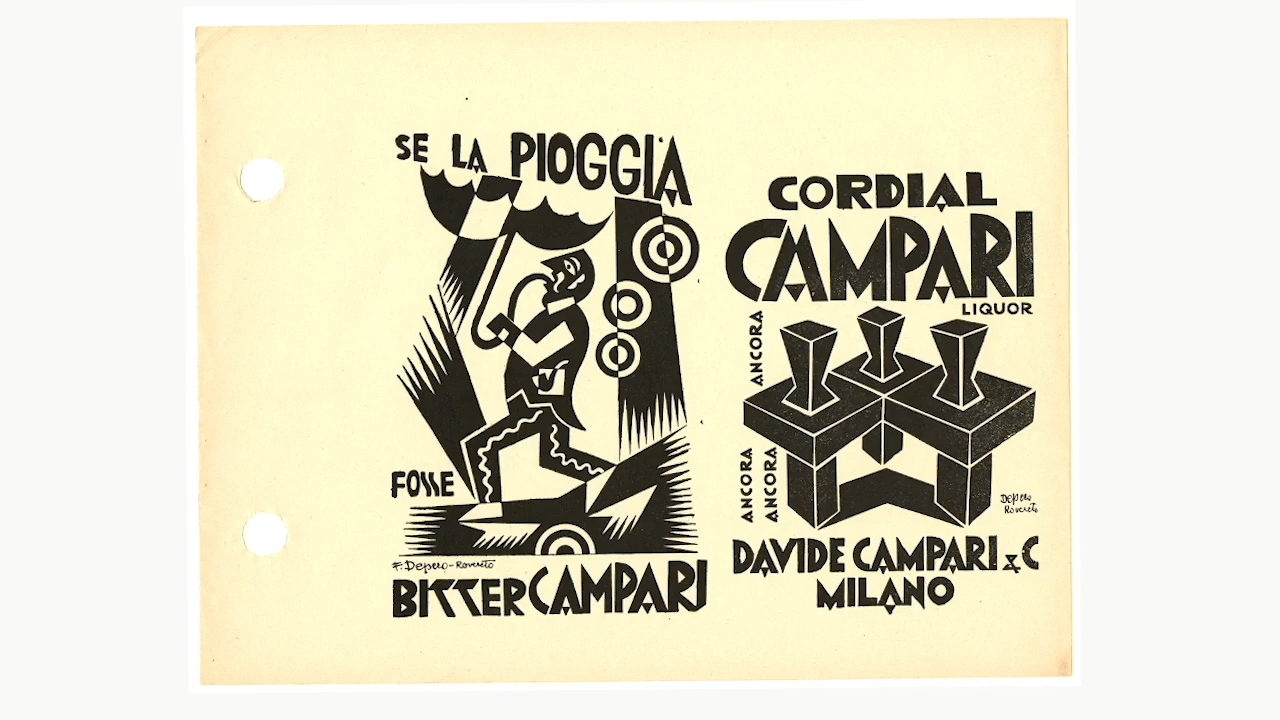 SE LA PIOGGIA
FOSSE
F. Depero-Rovereto
BITTER CAMPARI
CORDIAL
CAMPARI
LIQUOR
ANCORA
ANCORA
ANCORA
Depero
Rovereto
DAVIDE CAMPARI & C
MILANO